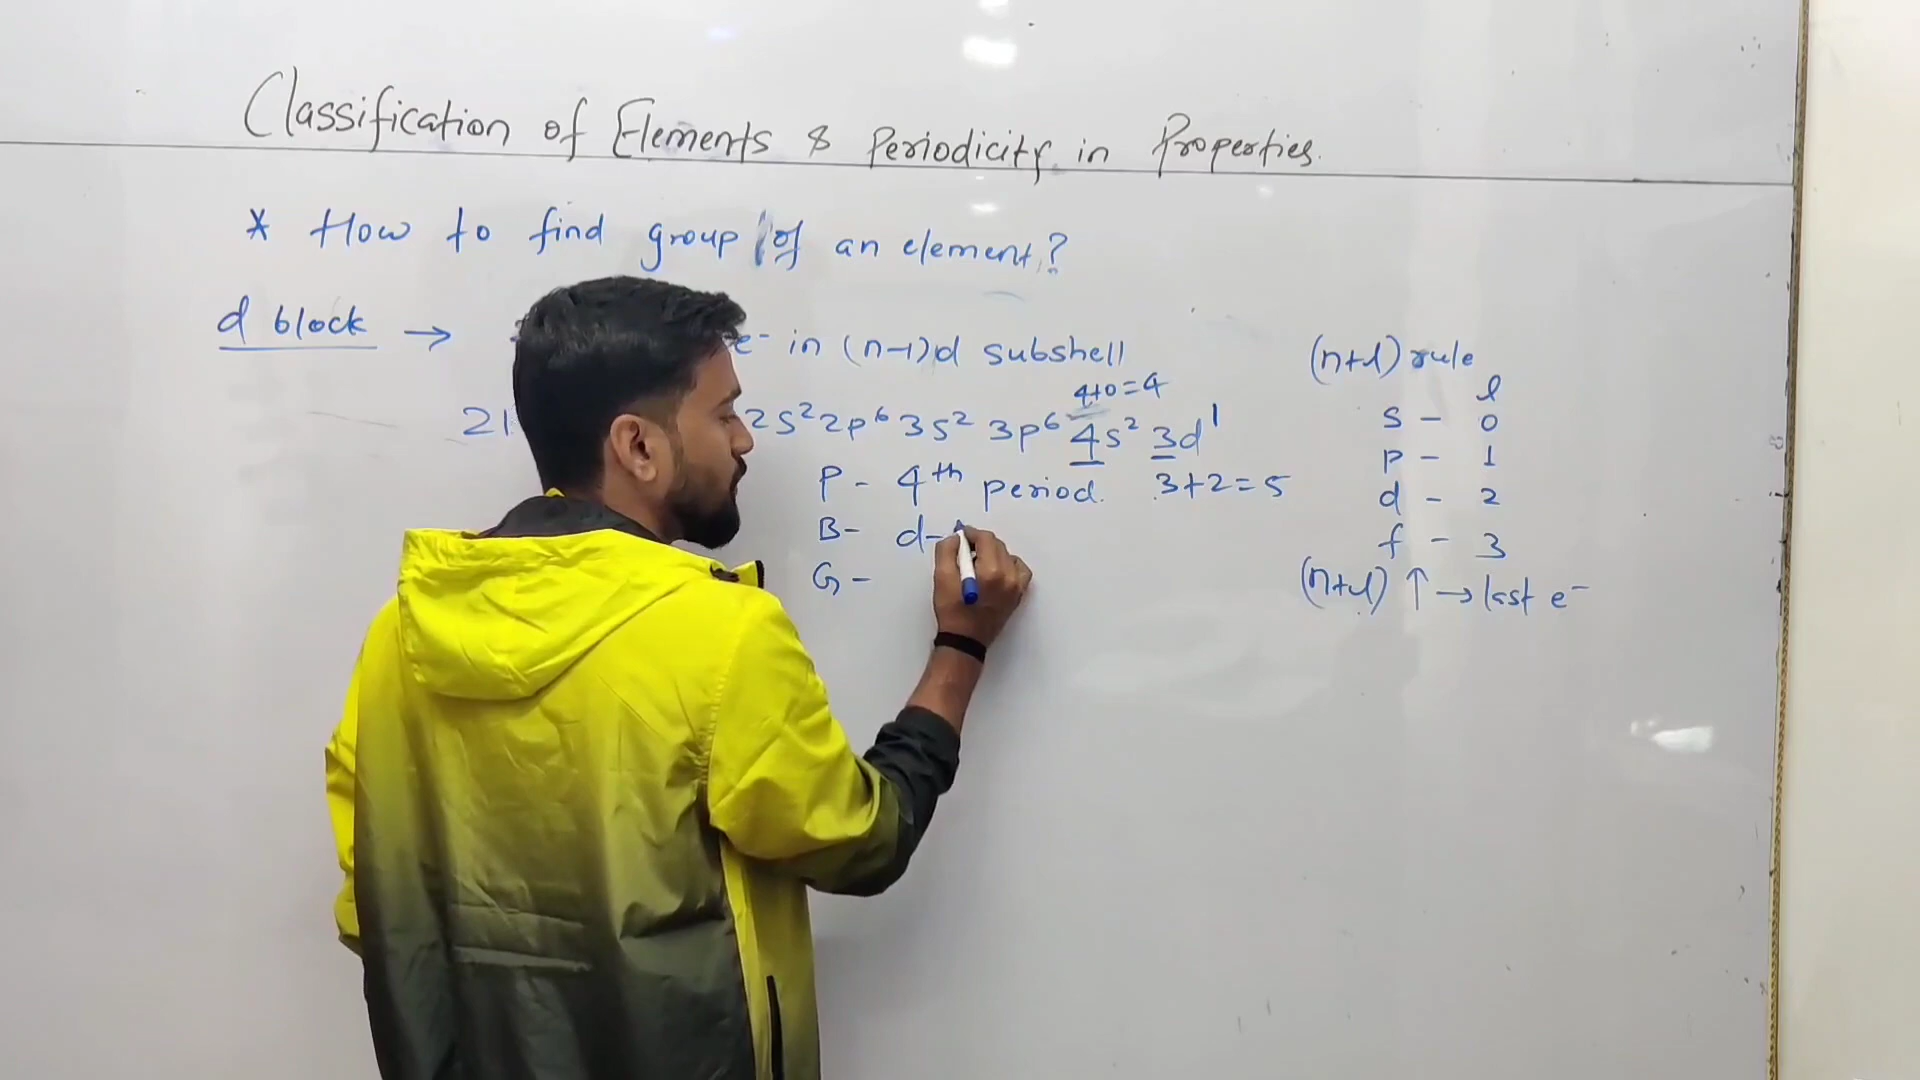 Classification of Elements & Periodicity in Properties.
* How to find group of an element?
d block → e⁻ in (n-1)d subshell
4+0=4
21 2s² 2p⁶ 3s² 3p⁶ 4s² 3d¹
P - 4th period. 3+2=5
B - d-
G -
(n+l) rule
l
s - 0
p - 1
d - 2
f - 3
(n+l) ↑ → last e⁻